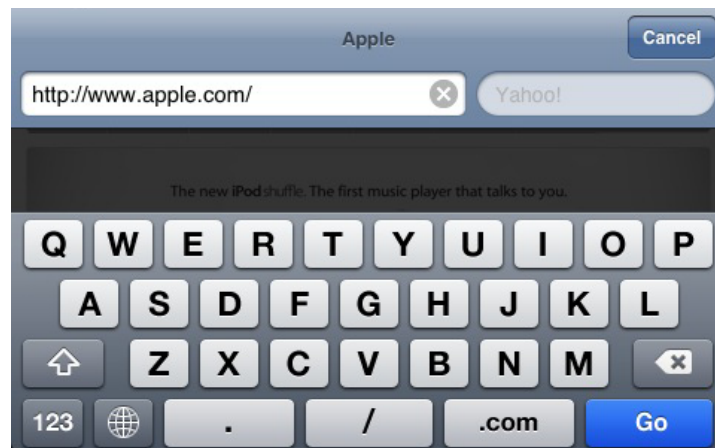 Apple
Cancel
http://www.apple.com/
Yahoo!
The new iPod shuffle. The first music player that talks to you.
Q W E R T Y U I O P
A S D F G H J K L
Z X C V B N M
123 . / .com Go